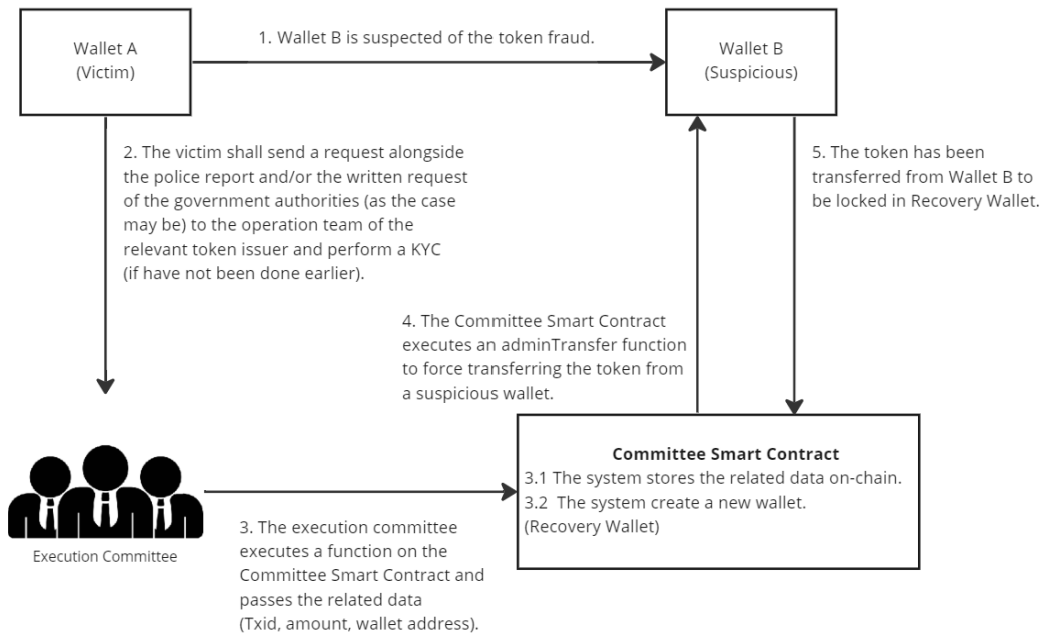 Wallet A
(Victim)
1. Wallet B is suspected of the token fraud.
Wallet B
(Suspicious)
2. The victim shall send a request alongside
the police report and/or the written request
of the government authorities (as the case
may be) to the operation team of the
relevant token issuer and perform a KYC
(if have not been done earlier).
5. The token has been
transferred from Wallet B to
be locked in Recovery Wallet.
4. The Committee Smart Contract
executes an adminTransfer function
to force transferring the token from
a suspicious wallet.
Committee Smart Contract
3.1 The system stores the related data on-chain.
3.2 The system create a new wallet.
(Recovery Wallet)
Execution Committee
3. The execution committee
executes a function on the
Committee Smart Contract and
passes the related data
(Txid, amount, wallet address).